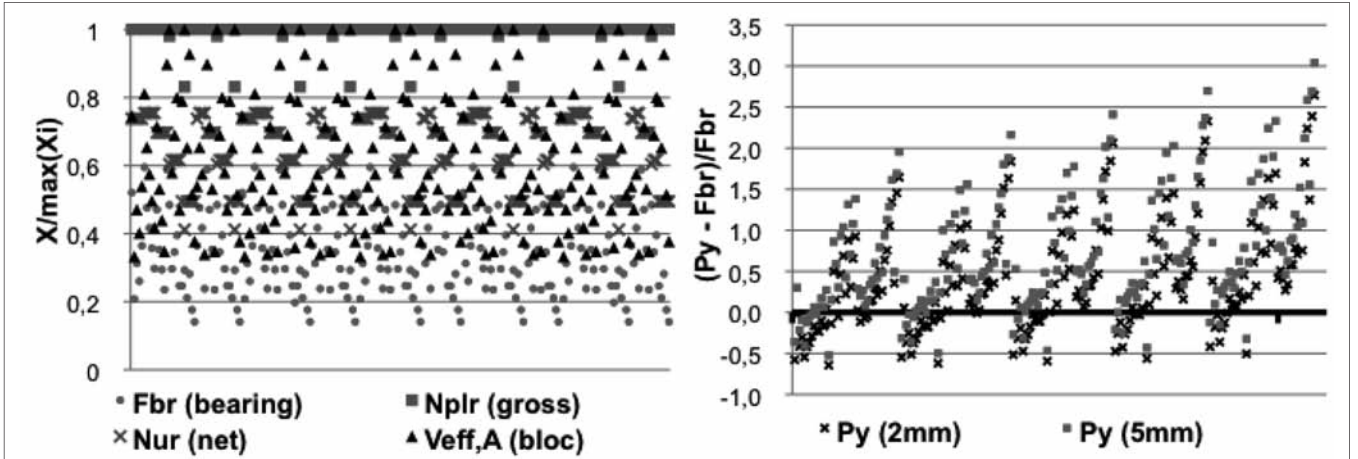 X/max(Xi)
1
0.8
0.6
0.4
0,2
0
Fbr (bearing)
Nplr (gross)
Nur (net)
Veff,A (bloc)
(Py - Fbr)/Fbr
3,5
3,0
2,5
2,0
1,5
1,0
0,5
0,0
-0,5
-1,0
Py (2mm)
Py (5mm)